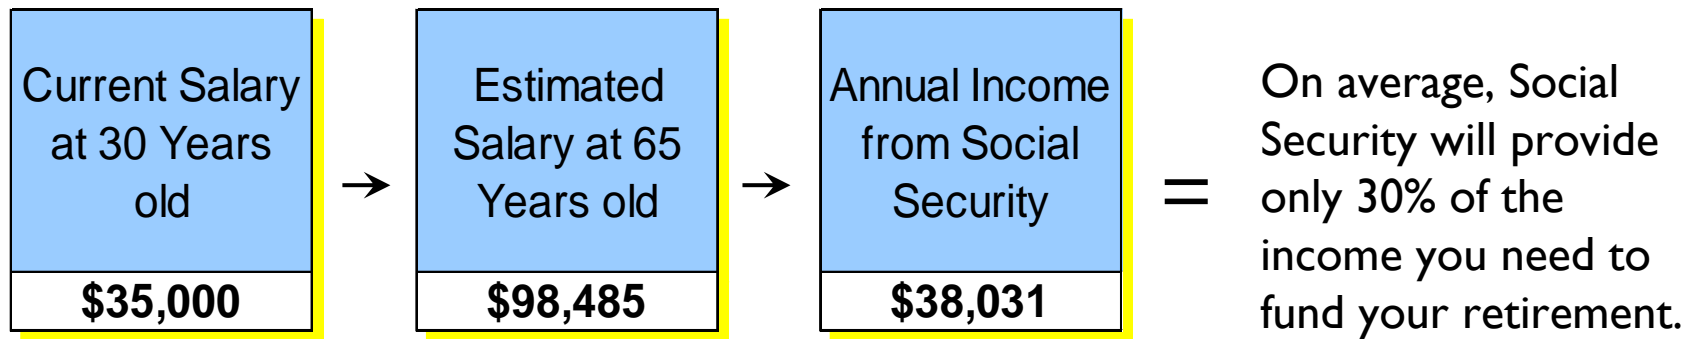 Current Salary
at 30 Years
old
$35,000
→
Estimated
Salary at 65
Years old
$98,485
→
Annual Income
from Social
Security
$38,031
=
On average, Social
Security will provide
only 30% of the
income you need to
fund your retirement.